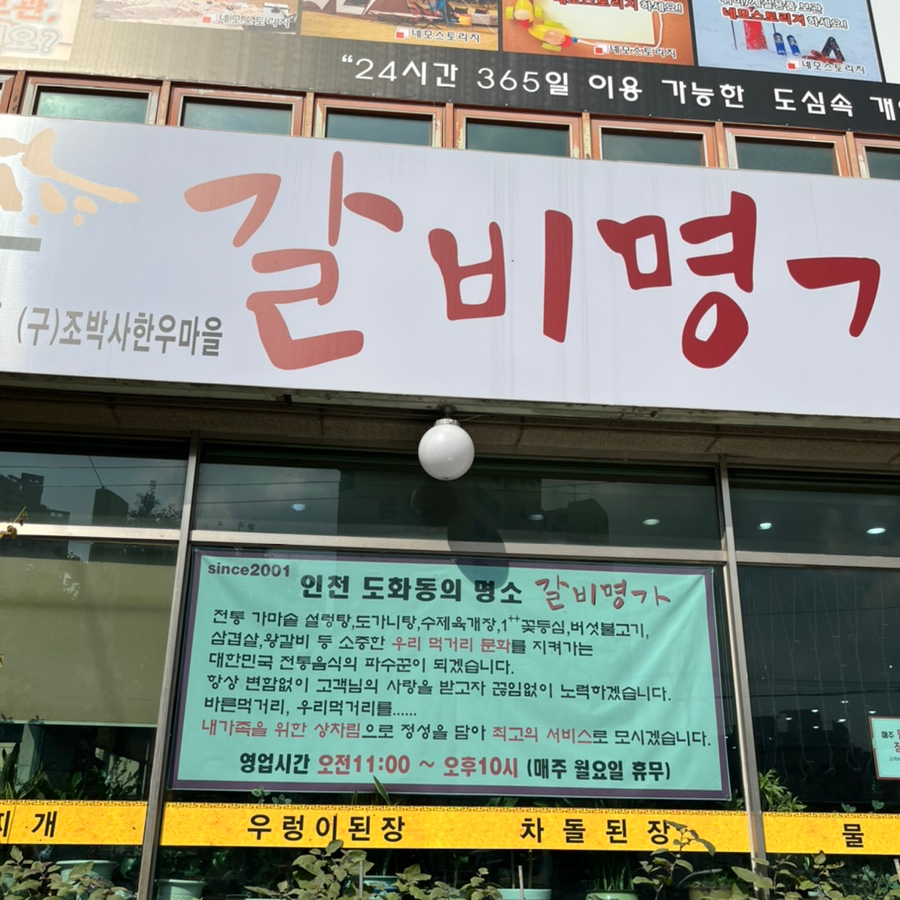 네모스토리지
네모스토리지
네모스토리지
네모스토리지
“24시간 365일 이용 가능한 도심속
갈비명가
(구)조박사한우마을
since2001
인천 도화동의 명소 갈비명가
전통 가마솥 설렁탕,도가니탕,수제육개장,1++꽃등심,버섯불고기,
삼겹살,왕갈비 등 소중한 우리 먹거리 문화를 지켜가는
대한민국 전통음식의 파수꾼이 되겠습니다.
항상 변함없이 고객님의 사랑을 받고자 끊임없이 노력하겠습니다.
바른먹거리, 우리먹거리를......
내가족을 위한 상차림으로 정성을 담아 최고의 서비스로 모시겠습니다.
영업시간 오전11:00 ~ 오후10시 (매주 월요일 휴무)
찌개 우렁이된장 차돌된장 물